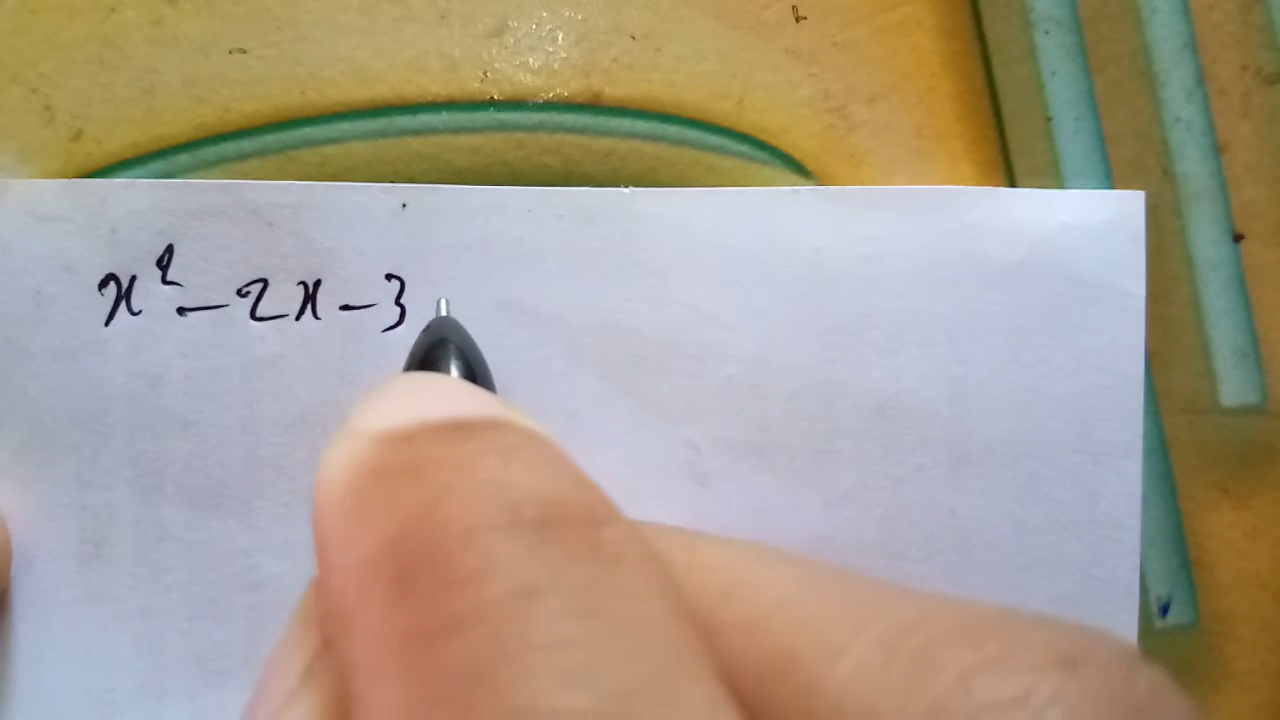 x² - 2x - 3